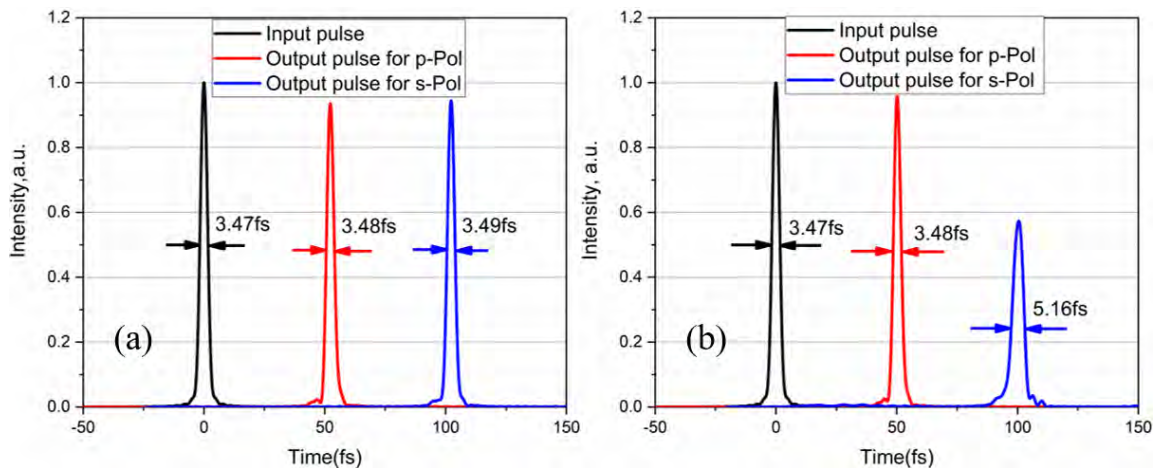 1.2
1.0
0.8
0.6
0.4
0.2
0.0
Intensity,a.u.
Input pulse
Output pulse for p-Pol
Output pulse for s-Pol
3.47fs
3.48fs
3.49fs
(a)
-50
0
50
100
150
Time(fs)
1.2
1.0
0.8
0.6
0.4
0.2
0.0
Intensity, a.u.
Input pulse
Output pulse for p-Pol
Output pulse for s-Pol
3.47fs
3.48fs
5.16fs
(b)
-50
0
50
100
150
Time(fs)